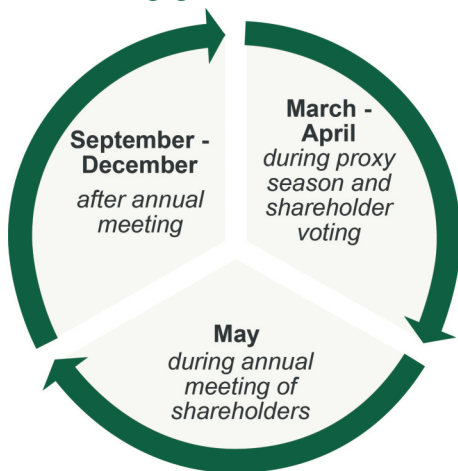 March -
April
during proxy
season and
shareholder
voting
May
during annual
meeting of
shareholders
September -
December
after annual
meeting